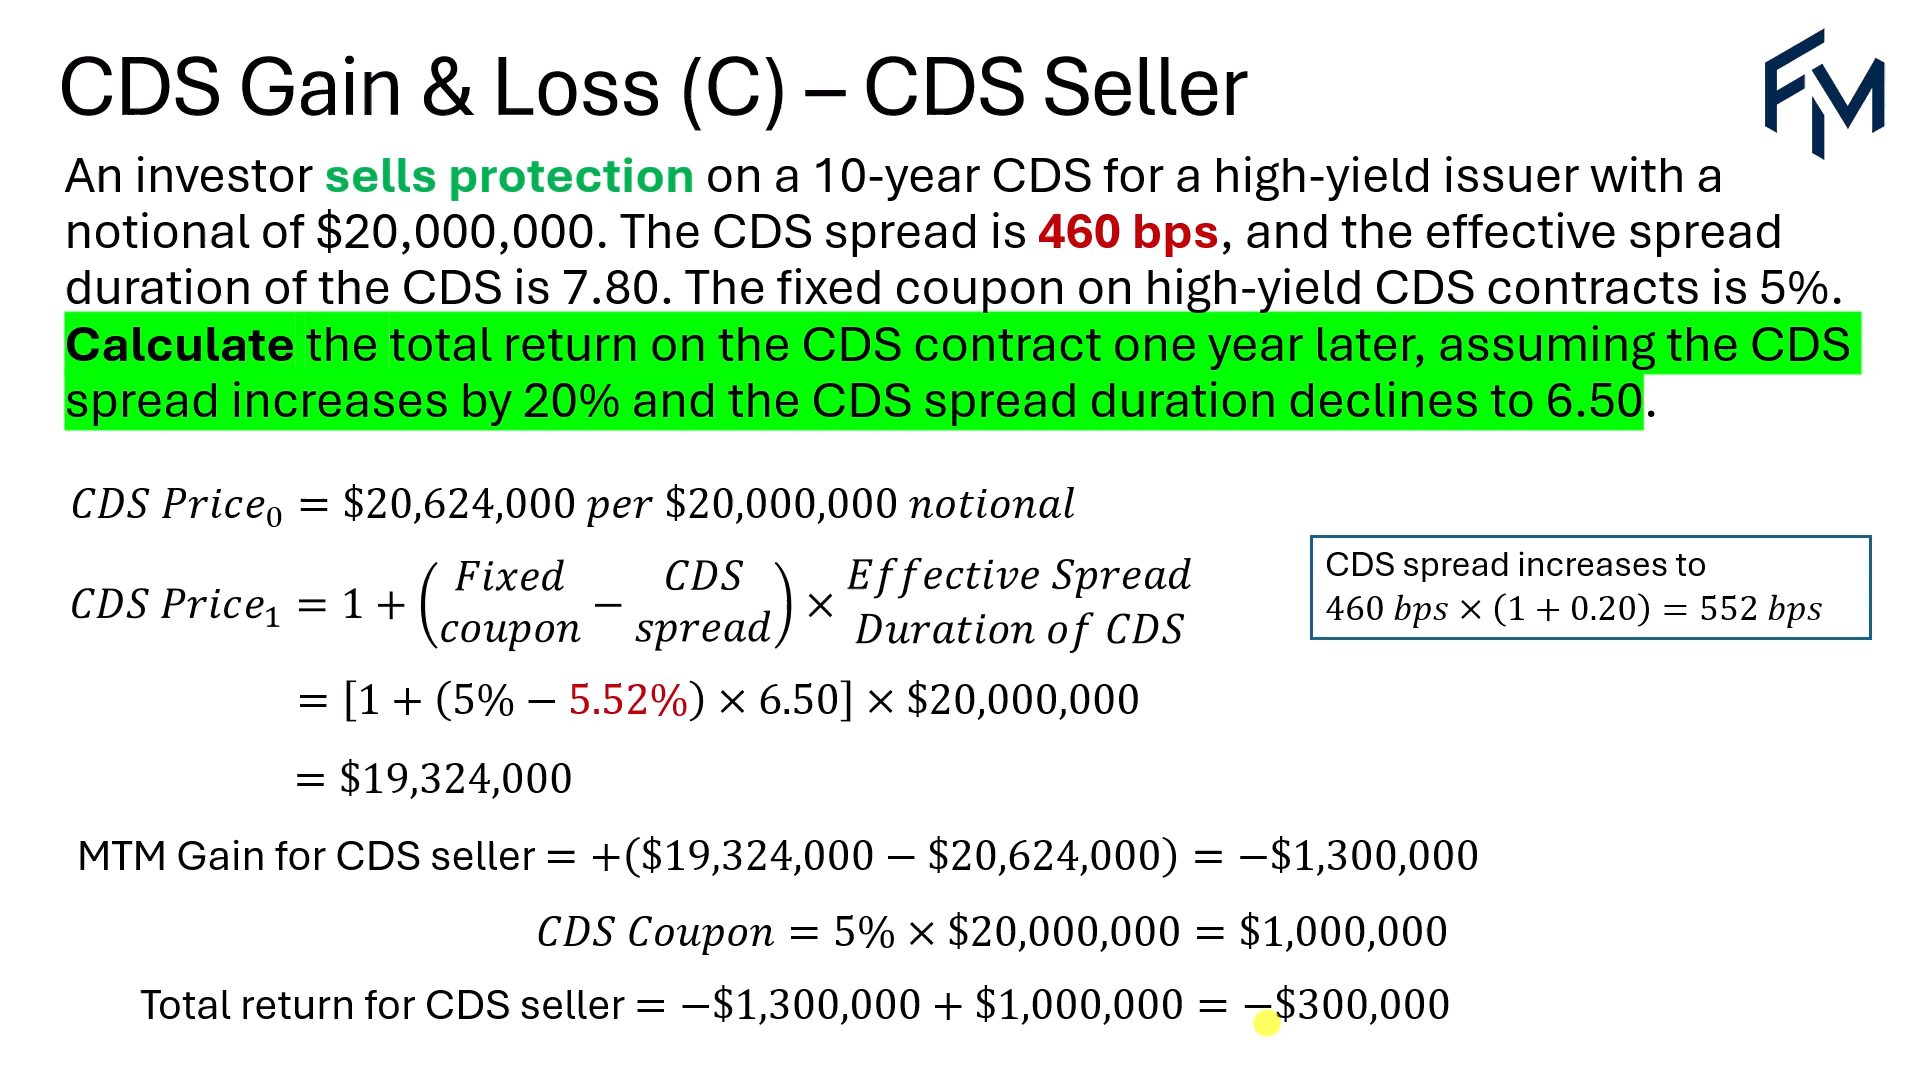 CDS Gain & Loss (C) – CDS Seller
FM
An investor sells protection on a 10-year CDS for a high-yield issuer with a
notional of $20,000,000. The CDS spread is 460 bps, and the effective spread
duration of the CDS is 7.80. The fixed coupon on high-yield CDS contracts is 5%.
Calculate the total return on the CDS contract one year later, assuming the CDS
spread increases by 20% and the CDS spread duration declines to 6.50.
CDS Price₀ = $20,624,000 per $20,000,000 notional
CDS Price₁ = 1 + (Fixed coupon − CDS spread) × Effective Spread Duration of CDS
CDS spread increases to
460 bps × (1 + 0.20) = 552 bps
= [1 + (5% − 5.52%) × 6.50] × $20,000,000
= $19,324,000
MTM Gain for CDS seller = +($19,324,000 − $20,624,000) = −$1,300,000
CDS Coupon = 5% × $20,000,000 = $1,000,000
Total return for CDS seller = −$1,300,000 + $1,000,000 = −$300,000